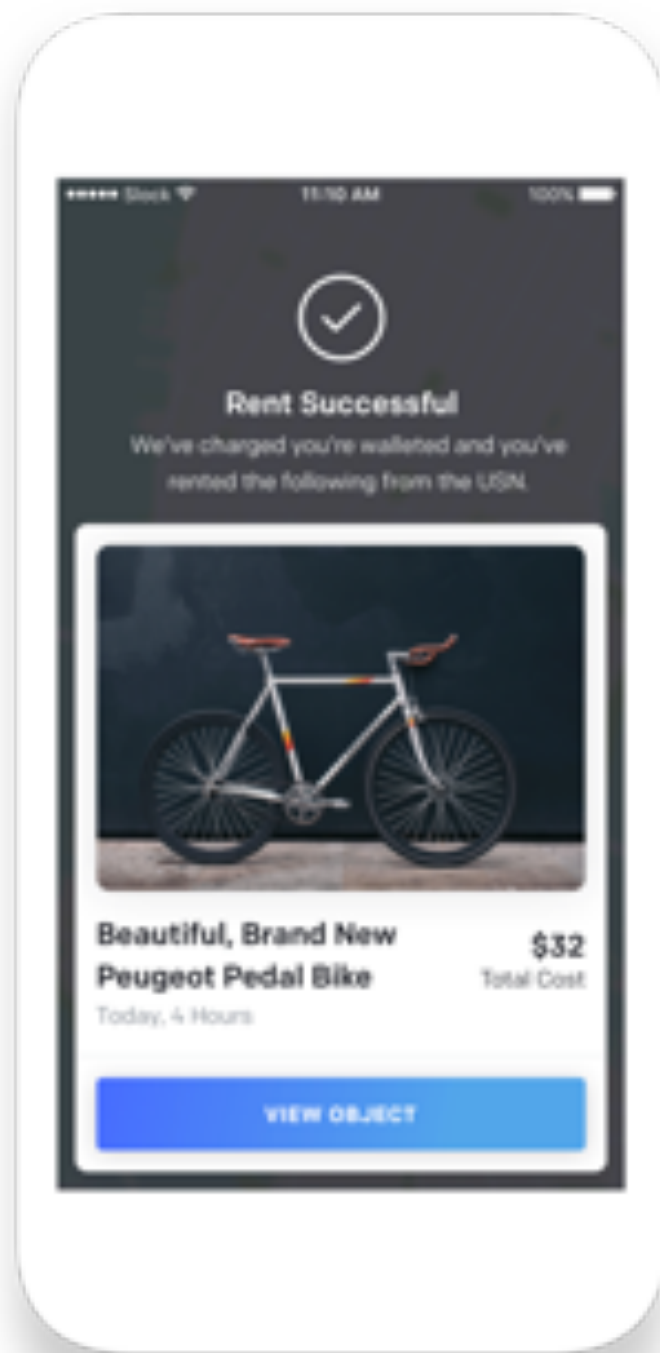 Slock 11:10 AM 100%
Rent Successful
We've charged you're walleted and you've
rented the following from the USN.
Beautiful, Brand New
Peugeot Pedal Bike
$32
Total Cost
Today, 4 Hours
VIEW OBJECT